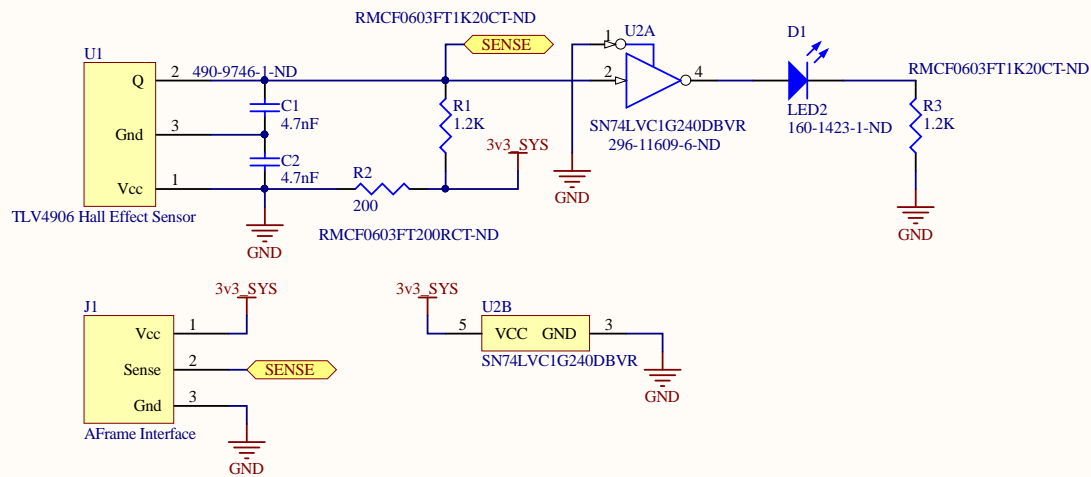 RMCF0603FT1K20CT-ND
U1
Q
2
490-9746-1-ND
SENSE
1
U2A
2
4
D1
RMCF0603FT1K20CT-ND
C1
4.7nF
R1
1.2K
Gnd
3
SN74LVC1G240DBVR
296-11609-6-ND
LED2
160-1423-1-ND
R3
1.2K
C2
4.7nF
3v3_SYS
Vcc
1
R2
200
GND
GND
TLV4906 Hall Effect Sensor
GND
RMCF0603FT200RCT-ND
3v3_SYS
3v3_SYS
J1
U2B
Vcc
1
5
VCC
GND
3
SN74LVC1G240DBVR
Sense
2
SENSE
GND
Gnd
3
AFrame Interface
GND